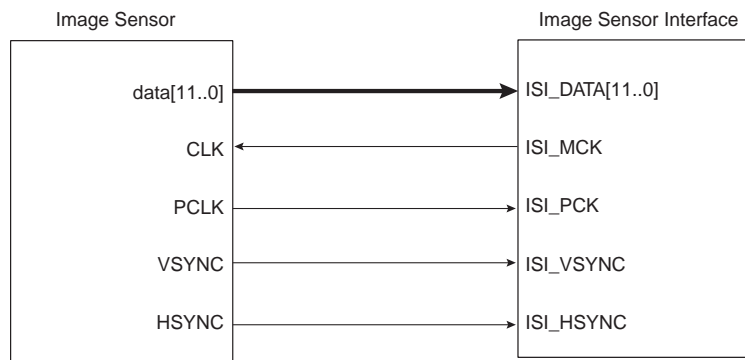 Image Sensor
Image Sensor Interface
data[11..0]
ISI_DATA[11..0]
CLK
ISI_MCK
PCLK
ISI_PCK
VSYNC
ISI_VSYNC
HSYNC
ISI_HSYNC